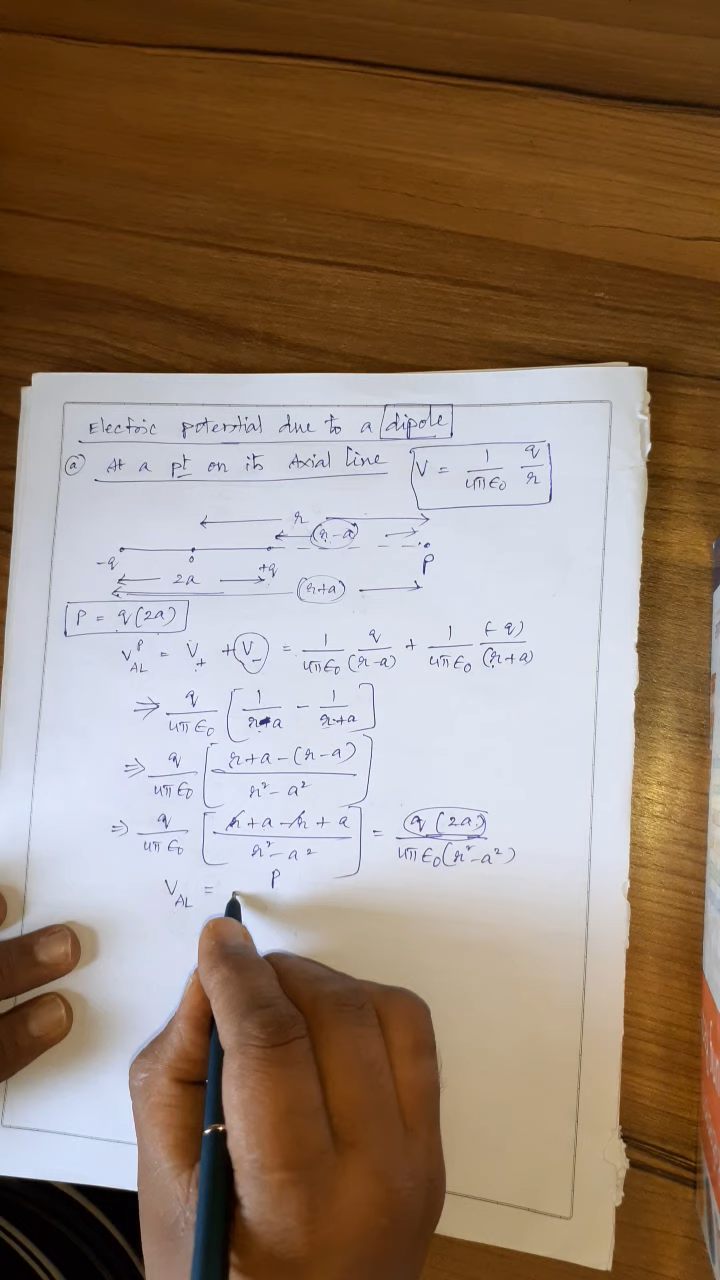 Electric potential due to a dipole
(a) At a pt on its Axial line V = 1/4πϵ₀ q/r
r
(r-a)
-q o +q P
2a (r+a)
P = q(2a)
V_AL^P = V₊ + V₋ = 1/4πϵ₀ q/(r-a) + 1/4πϵ₀ (-q)/(r+a)
⇒ q/4πϵ₀ [1/r-a - 1/r+a]
⇒ q/4πϵ₀ [r+a-(r-a)/r²-a²]
⇒ q/4πϵ₀ [r+a-r+a/r²-a²] = q(2a)/4πϵ₀(r²-a²)
V_AL = P